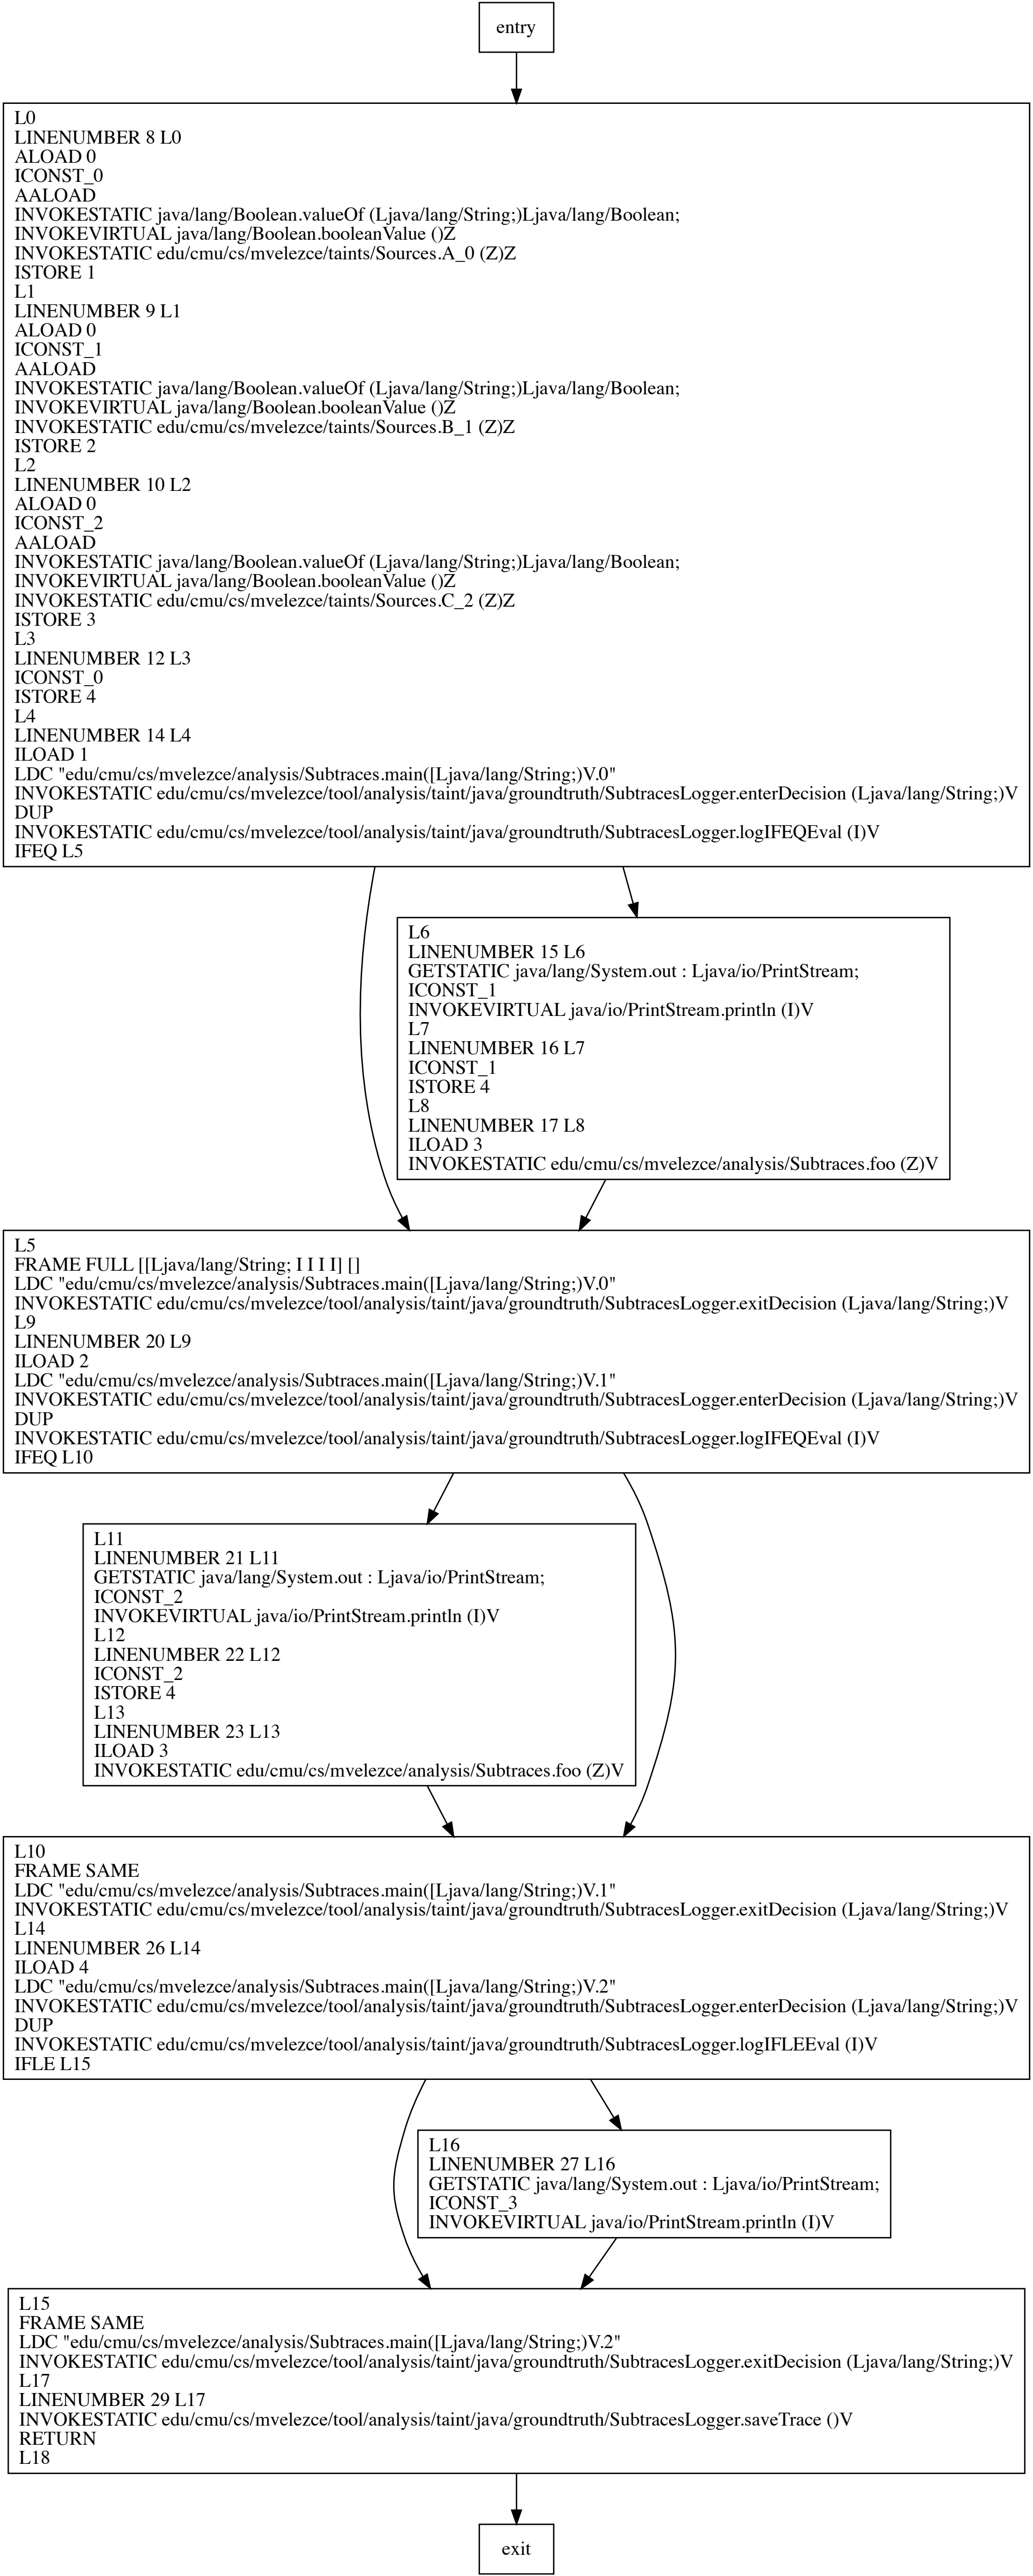 entry
L0
LINENUMBER 8 L0
ALOAD 0
ICONST_0
AALOAD
INVOKESTATIC java/lang/Boolean.valueOf (Ljava/lang/String;)Ljava/lang/Boolean;
INVOKEVIRTUAL java/lang/Boolean.booleanValue ()Z
INVOKESTATIC edu/cmu/cs/mvelezce/taints/Sources.A_0 (Z)Z
ISTORE 1
L1
LINENUMBER 9 L1
ALOAD 0
ICONST_1
AALOAD
INVOKESTATIC java/lang/Boolean.valueOf (Ljava/lang/String;)Ljava/lang/Boolean;
INVOKEVIRTUAL java/lang/Boolean.booleanValue ()Z
INVOKESTATIC edu/cmu/cs/mvelezce/taints/Sources.B_1 (Z)Z
ISTORE 2
L2
LINENUMBER 10 L2
ALOAD 0
ICONST_2
AALOAD
INVOKESTATIC java/lang/Boolean.valueOf (Ljava/lang/String;)Ljava/lang/Boolean;
INVOKEVIRTUAL java/lang/Boolean.booleanValue ()Z
INVOKESTATIC edu/cmu/cs/mvelezce/taints/Sources.C_2 (Z)Z
ISTORE 3
L3
LINENUMBER 12 L3
ICONST_0
ISTORE 4
L4
LINENUMBER 14 L4
ILOAD 1
LDC "edu/cmu/cs/mvelezce/analysis/Subtraces.main([Ljava/lang/String;)V.0"
INVOKESTATIC edu/cmu/cs/mvelezce/tool/analysis/taint/java/groundtruth/SubtracesLogger.enterDecision (Ljava/lang/String;)V
DUP
INVOKESTATIC edu/cmu/cs/mvelezce/tool/analysis/taint/java/groundtruth/SubtracesLogger.logIFEQEval (I)V
IFEQ L5
L6
LINENUMBER 15 L6
GETSTATIC java/lang/System.out : Ljava/io/PrintStream;
ICONST_1
INVOKEVIRTUAL java/io/PrintStream.println (I)V
L7
LINENUMBER 16 L7
ICONST_1
ISTORE 4
L8
LINENUMBER 17 L8
ILOAD 3
INVOKESTATIC edu/cmu/cs/mvelezce/analysis/Subtraces.foo (Z)V
L5
FRAME FULL [[Ljava/lang/String; I I I I] []
LDC "edu/cmu/cs/mvelezce/analysis/Subtraces.main([Ljava/lang/String;)V.0"
INVOKESTATIC edu/cmu/cs/mvelezce/tool/analysis/taint/java/groundtruth/SubtracesLogger.exitDecision (Ljava/lang/String;)V
L9
LINENUMBER 20 L9
ILOAD 2
LDC "edu/cmu/cs/mvelezce/analysis/Subtraces.main([Ljava/lang/String;)V.1"
INVOKESTATIC edu/cmu/cs/mvelezce/tool/analysis/taint/java/groundtruth/SubtracesLogger.enterDecision (Ljava/lang/String;)V
DUP
INVOKESTATIC edu/cmu/cs/mvelezce/tool/analysis/taint/java/groundtruth/SubtracesLogger.logIFEQEval (I)V
IFEQ L10
L11
LINENUMBER 21 L11
GETSTATIC java/lang/System.out : Ljava/io/PrintStream;
ICONST_2
INVOKEVIRTUAL java/io/PrintStream.println (I)V
L12
LINENUMBER 22 L12
ICONST_2
ISTORE 4
L13
LINENUMBER 23 L13
ILOAD 3
INVOKESTATIC edu/cmu/cs/mvelezce/analysis/Subtraces.foo (Z)V
L10
FRAME SAME
LDC "edu/cmu/cs/mvelezce/analysis/Subtraces.main([Ljava/lang/String;)V.1"
INVOKESTATIC edu/cmu/cs/mvelezce/tool/analysis/taint/java/groundtruth/SubtracesLogger.exitDecision (Ljava/lang/String;)V
L14
LINENUMBER 26 L14
ILOAD 4
LDC "edu/cmu/cs/mvelezce/analysis/Subtraces.main([Ljava/lang/String;)V.2"
INVOKESTATIC edu/cmu/cs/mvelezce/tool/analysis/taint/java/groundtruth/SubtracesLogger.enterDecision (Ljava/lang/String;)V
DUP
INVOKESTATIC edu/cmu/cs/mvelezce/tool/analysis/taint/java/groundtruth/SubtracesLogger.logIFLEEval (I)V
IFLE L15
L16
LINENUMBER 27 L16
GETSTATIC java/lang/System.out : Ljava/io/PrintStream;
ICONST_3
INVOKEVIRTUAL java/io/PrintStream.println (I)V
L15
FRAME SAME
LDC "edu/cmu/cs/mvelezce/analysis/Subtraces.main([Ljava/lang/String;)V.2"
INVOKESTATIC edu/cmu/cs/mvelezce/tool/analysis/taint/java/groundtruth/SubtracesLogger.exitDecision (Ljava/lang/String;)V
L17
LINENUMBER 29 L17
INVOKESTATIC edu/cmu/cs/mvelezce/tool/analysis/taint/java/groundtruth/SubtracesLogger.saveTrace ()V
RETURN
L18
exit